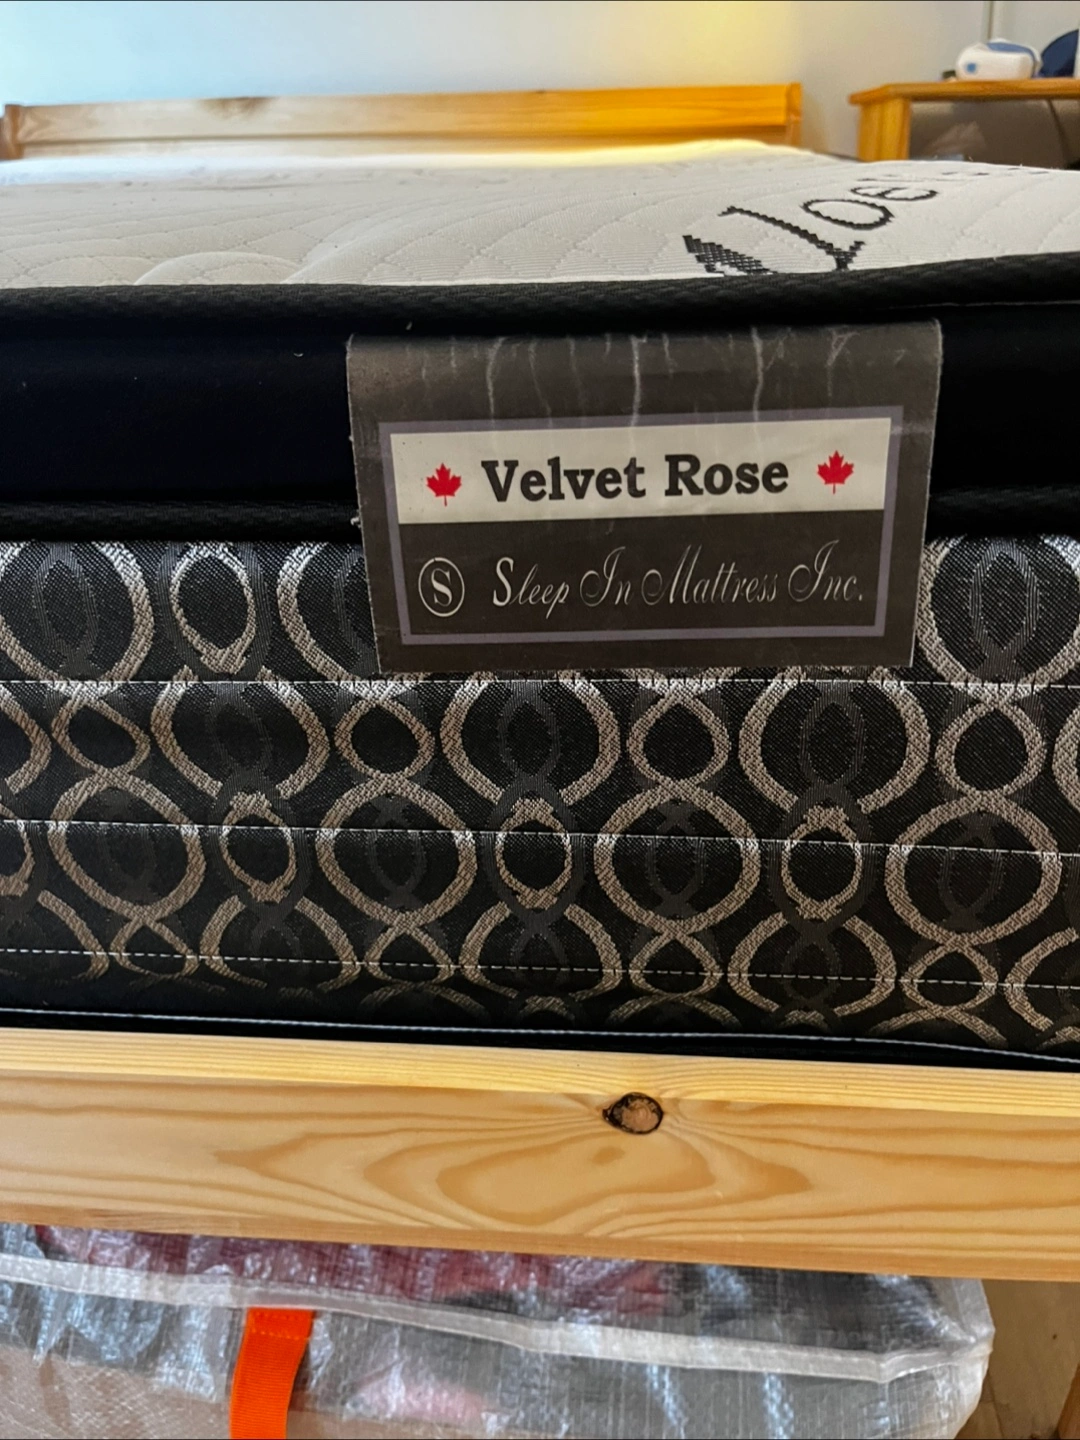 Velvet Rose
S Sleep In Mattress Inc.